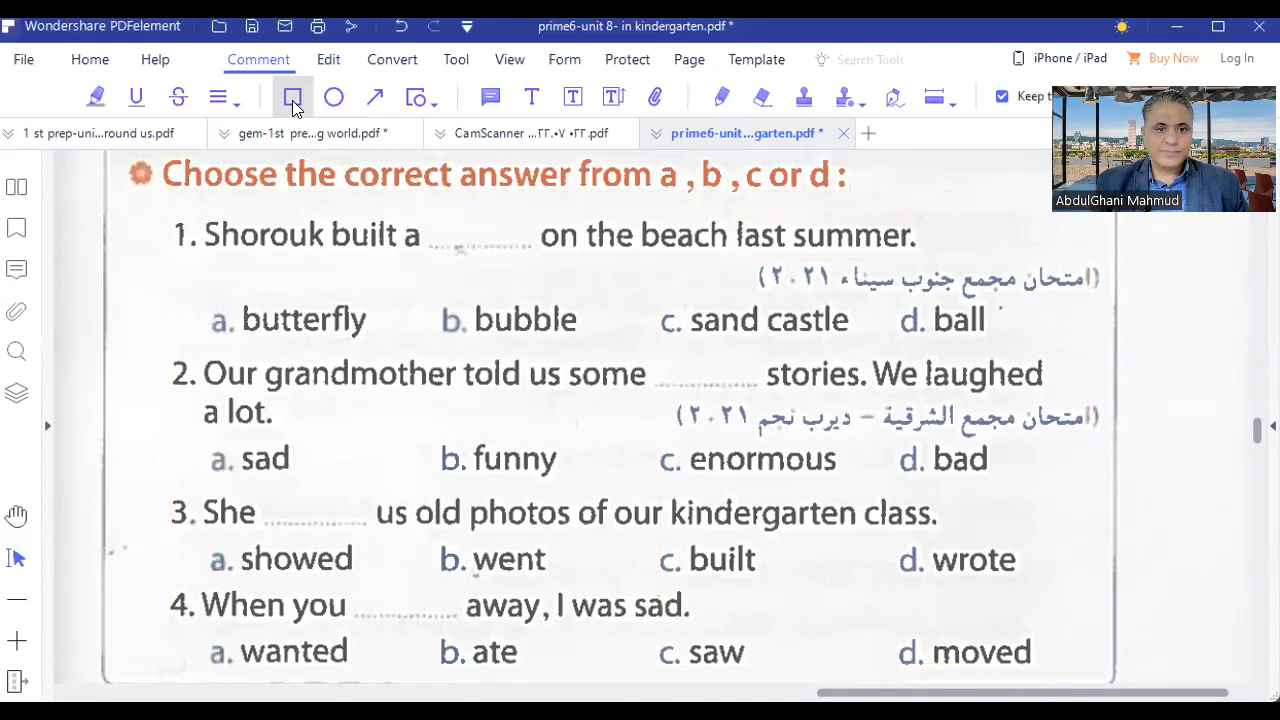 Wondershare PDFelement
prime6-unit 8- in kindergarten.pdf *
File Home Help Comment Edit Convert Tool View Form Protect Page Template Search Tools iPhone / iPad Buy Now Log In
Keep t
1 st prep-uni...round us.pdf gem-1st pre...g world.pdf * CamScanner ...٢٢.٠٧ ٠٣.٢٢.pdf prime6-unit...garten.pdf *
AbdulGhani Mahmud
Choose the correct answer from a , b , c or d :
1. Shorouk built a .............. on the beach last summer.
(امتحان مجمع جنوب سيناء ٢٠٢١)
a. butterfly b. bubble c. sand castle d. ball
2. Our grandmother told us some .............. stories. We laughed
a lot.
(امتحان مجمع الشرقية – ديرب نجم ٢٠٢١)
a. sad b. funny c. enormous d. bad
3. She .............. us old photos of our kindergarten class.
a. showed b. went c. built d. wrote
4. When you .............. away, I was sad.
a. wanted b. ate c. saw d. moved